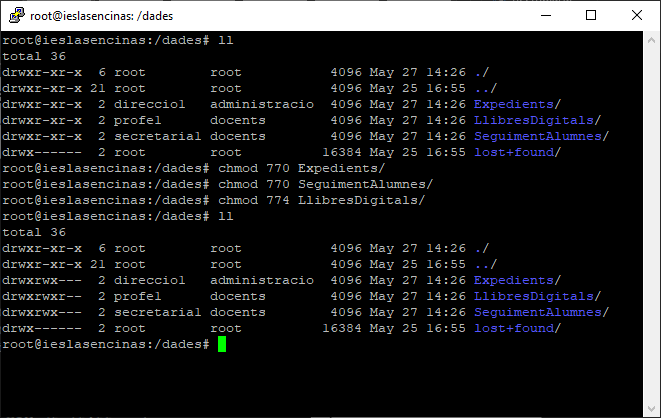 root@ieslasencinas: /dades
root@ieslasencinas:/dades# ll
total 36
drwxr-xr-x  6 root        root           4096 May 27 14:26 ./
drwxr-xr-x 21 root        root           4096 May 25 16:55 ../
drwxr-xr-x  2 direcciol   administracio  4096 May 27 14:26 Expedients/
drwxr-xr-x  2 profel      docents        4096 May 27 14:26 LlibresDigitals/
drwxr-xr-x  2 secretarial docents        4096 May 27 14:26 SeguimentAlumnes/
drwx------  2 root        root          16384 May 25 16:55 lost+found/
root@ieslasencinas:/dades# chmod 770 Expedients/
root@ieslasencinas:/dades# chmod 770 SeguimentAlumnes/
root@ieslasencinas:/dades# chmod 774 LlibresDigitals/
root@ieslasencinas:/dades# ll
total 36
drwxr-xr-x  6 root        root           4096 May 27 14:26 ./
drwxr-xr-x 21 root        root           4096 May 25 16:55 ../
drwxrwx---  2 direcciol   administracio  4096 May 27 14:26 Expedients/
drwxrwxr--  2 profel      docents        4096 May 27 14:26 LlibresDigitals/
drwxrwx---  2 secretarial docents        4096 May 27 14:26 SeguimentAlumnes/
drwx------  2 root        root          16384 May 25 16:55 lost+found/
root@ieslasencinas:/dades#